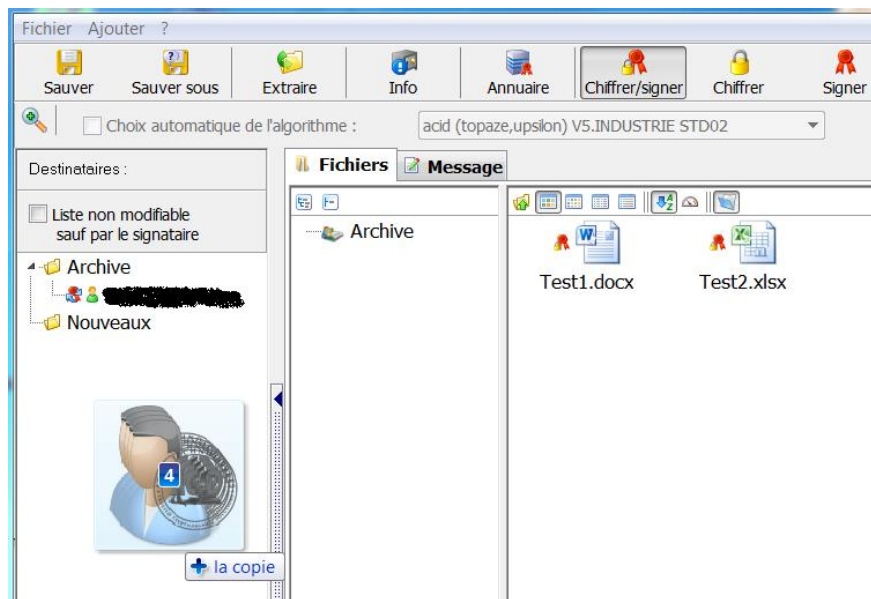 Fichier Ajouter ?
Sauver Sauver sous Extraire Info Annuaire Chiffrer/signer Chiffrer Signer
Choix automatique de l'algorithme : acid (topaze,upsilon) V5.INDUSTRIE STD02
Destinataires :
Fichiers Message
Liste non modifiable
sauf par le signataire
Archive
Archive
Test1.docx Test2.xlsx
Nouveaux
4
la copie